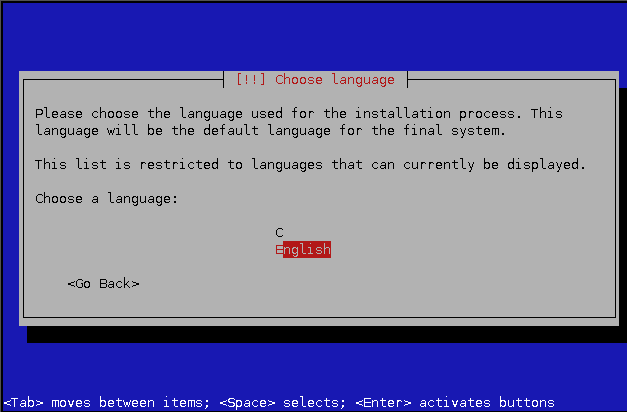 [!!] Choose language
Please choose the language used for the installation process. This
language will be the default language for the final system.
This list is restricted to languages that can currently be displayed.
Choose a language:
C
English
<Go Back>
<Tab> moves between items; <Space> selects; <Enter> activates buttons